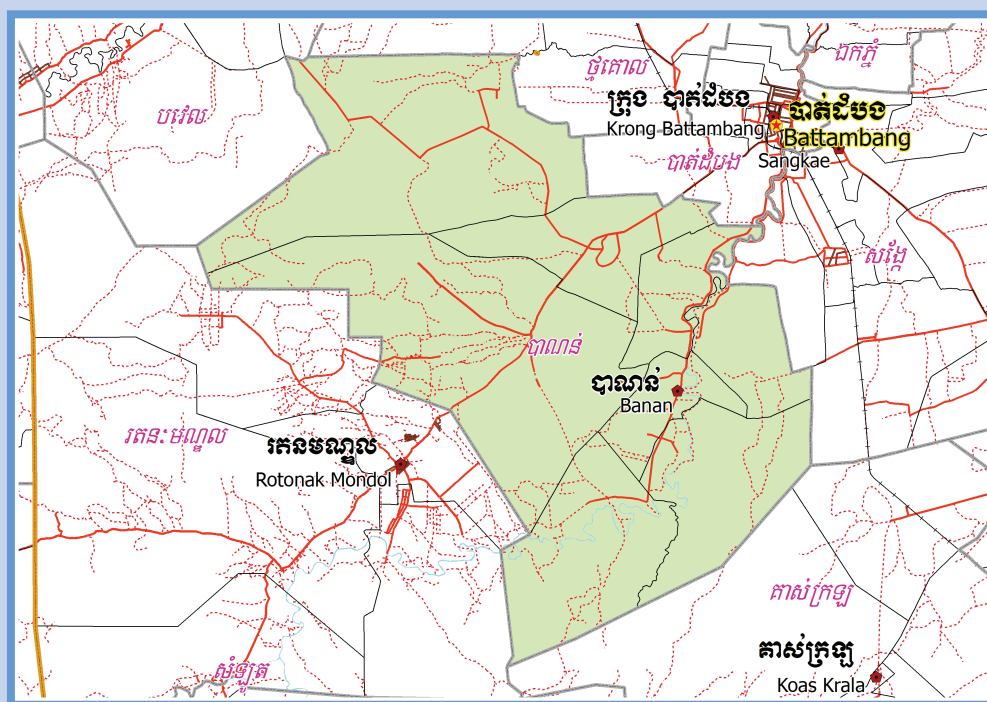 ឯកភ្នំ
ថ្មគោល
បវេល
ក្រុង បាត់ដំបង
Krong Battambang
បាត់ដំបង
Battambang
បាត់ដំបង
Sangkae
សង្កែ
បាណន់
បាណន់
Banan
រតនៈមណ្ឌល
រតនមណ្ឌល
Rotonak Mondol
គាស់ក្រឡ
គាស់ក្រឡ
Koas Krala
សំឡូត